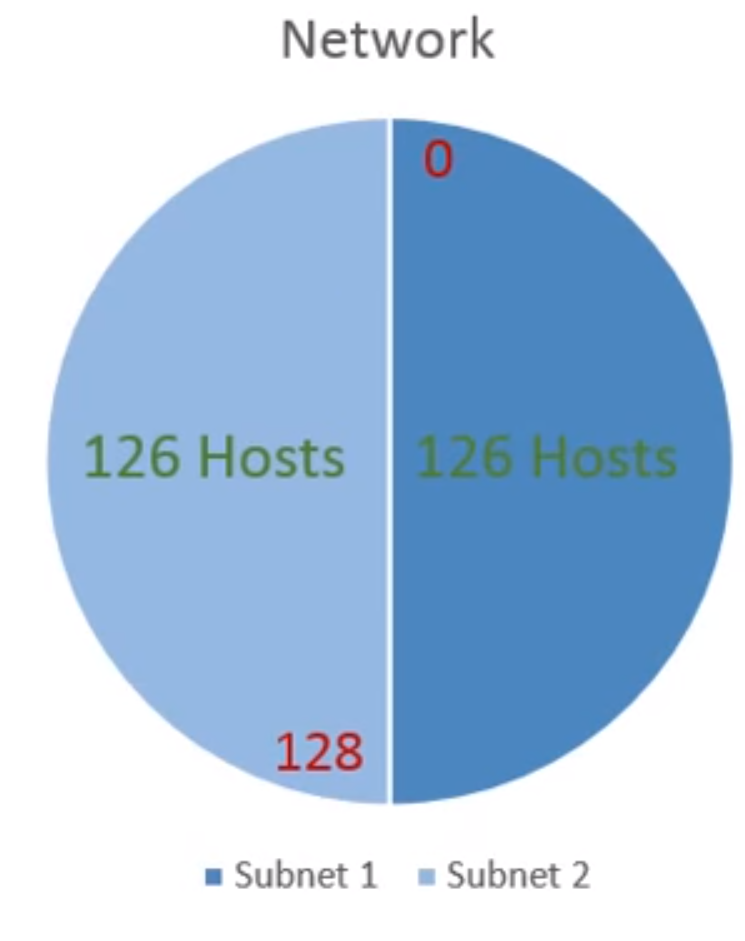 Network
0
126 Hosts 126 Hosts
128
Subnet 1 Subnet 2